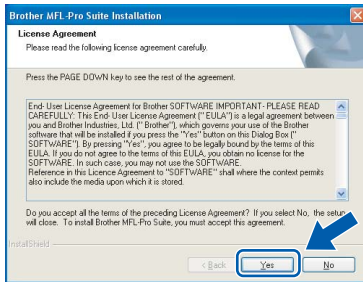 Brother MFL-Pro Suite Installation
License Agreement
Please read the following license agreement carefully.
Press the PAGE DOWN key to see the rest of the agreement.
End- User License Agreement for Brother SOFTWARE IMPORTANT- PLEASE READ
CAREFULLY: This End- User License Agreement (" EULA") is a legal agreement between
you and Brother Industries, Ltd. (" Brother"), which governs your use of the Brother
software that will be installed if you press the "Yes" button on this Dialog Box ("
SOFTWARE"). By pressing "Yes", you agree to be legally bound by the terms of this
EULA. If you do not agree to the terms of this EULA, you obtain no license for the
SOFTWARE. In such case, you may not use the SOFTWARE.
Reference in this Licence Agreement to "SOFTWARE" shall where the context permits
also include the media upon which it is stored.
Do you accept all the terms of the preceding License Agreement? If you select No, the setup
will close. To install Brother MFL-Pro Suite, you must accept this agreement.
InstallShield
< Back Yes No